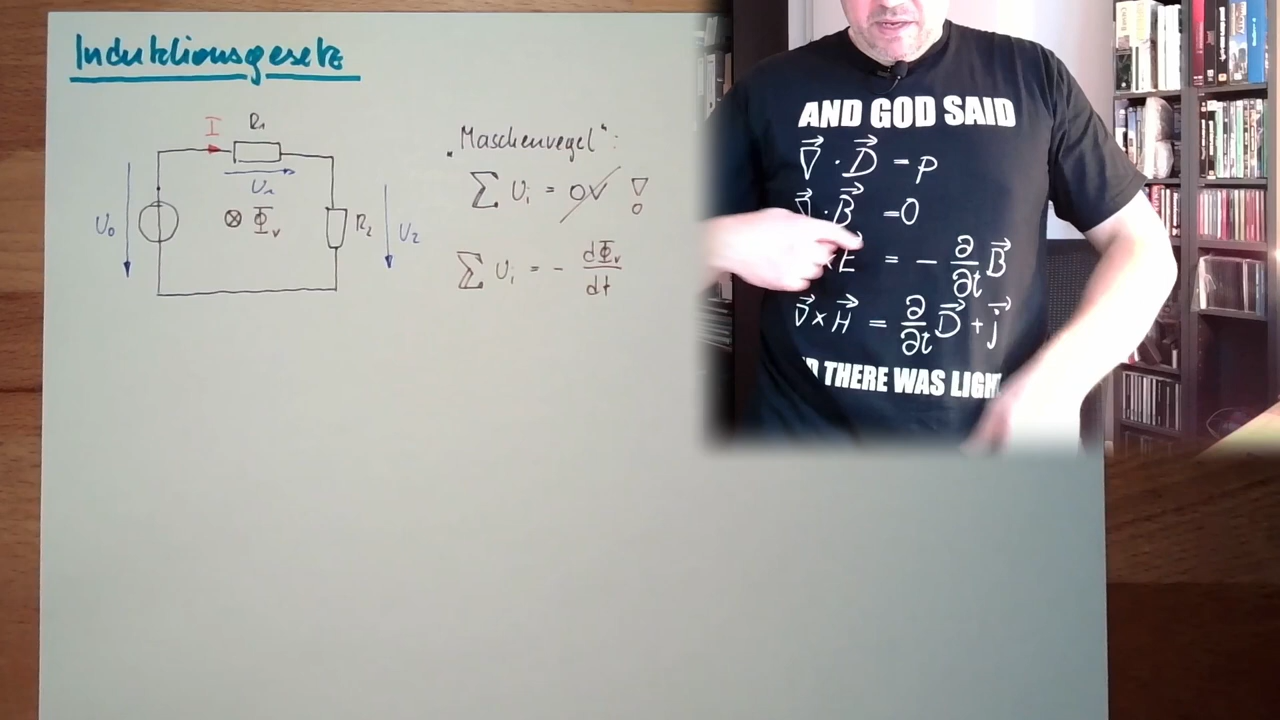 Induktionsgesetz
I
R₁
U₁
U₀
⊗ Φᵥ
R₂
U₂
„Maschenregel":
∑ Uᵢ = 0 ✓ !
∑ Uᵢ = - dΦᵥ/dt
AND GOD SAID
∇⃗ · D⃗ = ρ
∇⃗ · B⃗ = 0
× E⃗ = - ∂/∂t B⃗
∇⃗ × H⃗ = ∂/∂t D⃗ + j⃗
THERE WAS LIGH